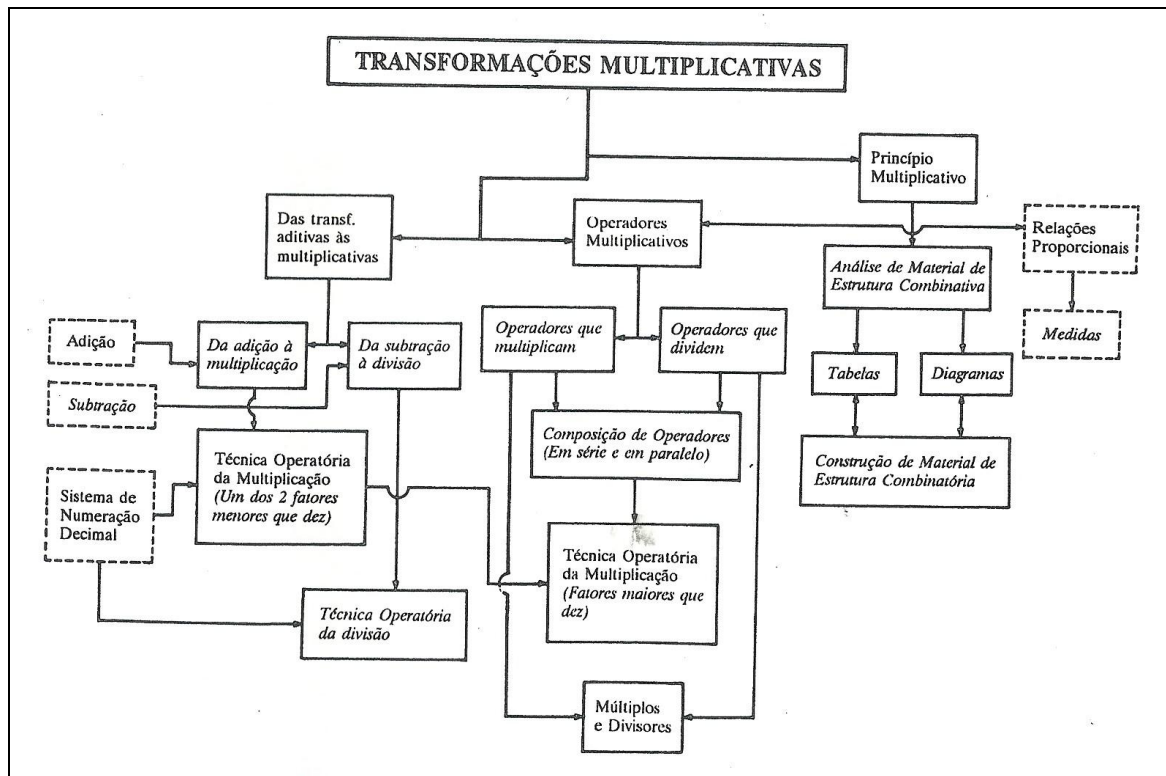 TRANSFORMAÇÕES MULTIPLICATIVAS
Princípio
Multiplicativo
Das transf.
aditivas às
multiplicativas
Operadores
Multiplicativos
Relações
Proporcionais
Análise de Material de
Estrutura Combinativa
Adição
Da adição à
multiplicação
Da subtração
à divisão
Operadores que
multiplicam
Operadores que
dividem
Medidas
Subtração
Tabelas
Diagramas
Composição de Operadores
(Em série e em paralelo)
Técnica Operatória
da Multiplicação
(Um dos 2 fatores
menores que dez)
Construção de Material de
Estrutura Combinatória
Sistema de
Numeração
Decimal
Técnica Operatória
da Multiplicação
(Fatores maiores que
dez)
Técnica Operatória
da divisão
Múltiplos
e Divisores